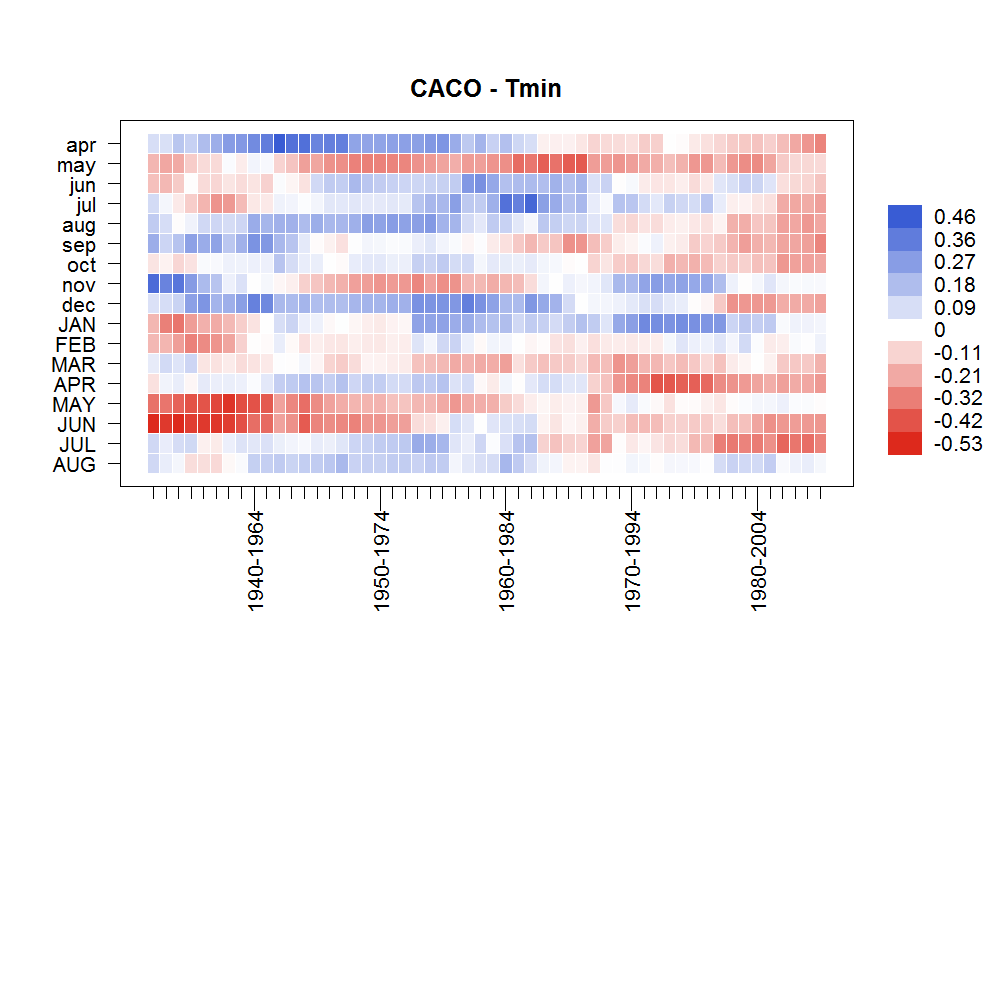 CACO - Tmin
apr
may
jun
jul
aug
sep
oct
nov
dec
JAN
FEB
MAR
APR
MAY
JUN
JUL
AUG
1940-1964
1950-1974
1960-1984
1970-1994
1980-2004
0.46
0.36
0.27
0.18
0.09
0
-0.11
-0.21
-0.32
-0.42
-0.53